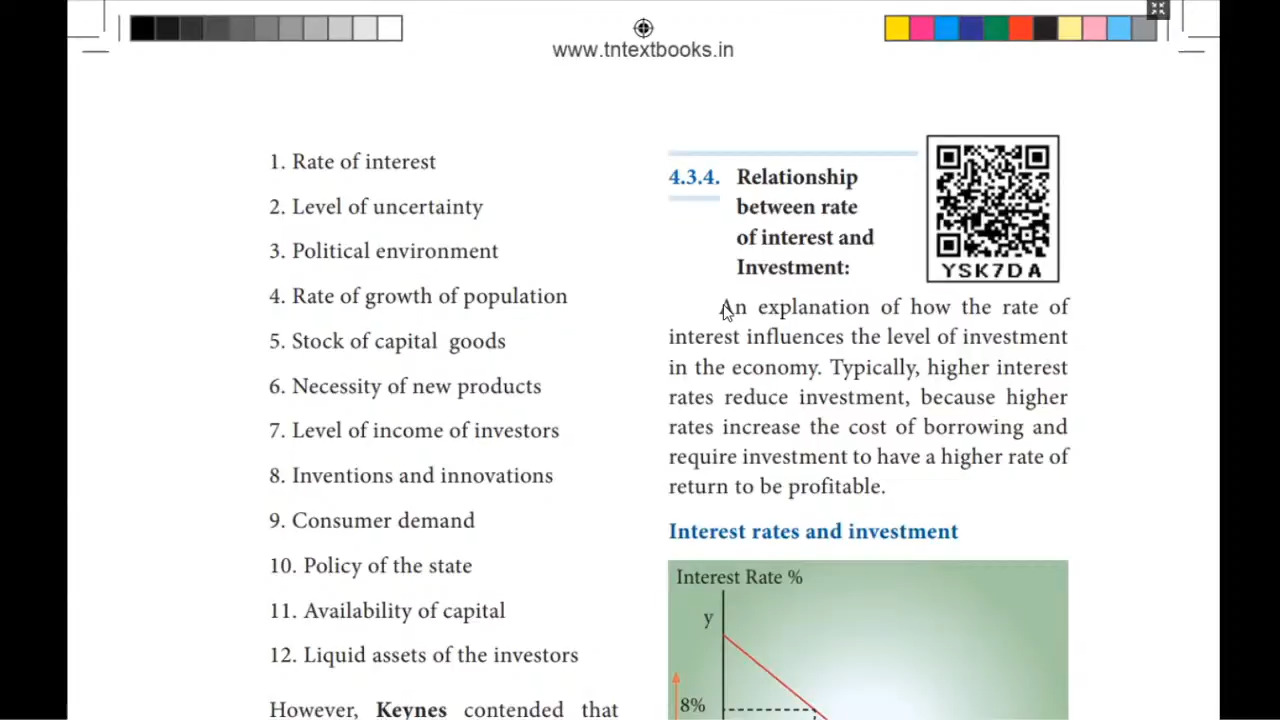 www.tntextbooks.in
1. Rate of interest
2. Level of uncertainty
3. Political environment
4. Rate of growth of population
5. Stock of capital goods
6. Necessity of new products
7. Level of income of investors
8. Inventions and innovations
9. Consumer demand
10. Policy of the state
11. Availability of capital
12. Liquid assets of the investors
However, Keynes contended that
4.3.4. Relationship
between rate
of interest and
Investment:
YSK7DA
An explanation of how the rate of
interest influences the level of investment
in the economy. Typically, higher interest
rates reduce investment, because higher
rates increase the cost of borrowing and
require investment to have a higher rate of
return to be profitable.
Interest rates and investment
Interest Rate %
y
8%